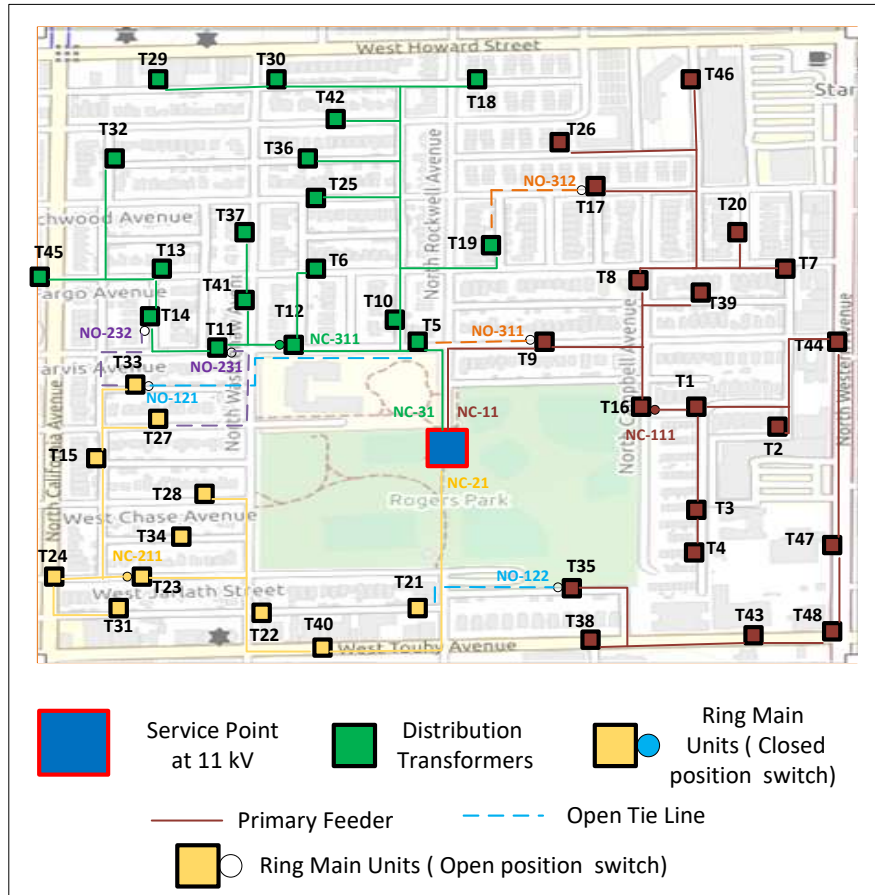 West Howard Street
T29
T30
T42
T18
T46
Star
T32
T36
T26
T25
NO-312
T17
T20
chwood Avenue
T37
North Rockwell Avenue
T45
T13
T6
T19
T8
T7
argo Avenue
T41
T39
T14
T12
T10
T5
NO-311
NO-232
T11
NC-311
T9
T44
T33
arvis Avenue
NO-231
NO-121
NC-31
NC-11
T16
T1
NC-111
T2
T27
T15
North California Avenue
North Campbell Avenue
NC-21
Rogers Park
T28
West Chase Avenue
T34
T3
T4
T47
T24
NC-211
T23
NO-122
T35
West Jarlath Street
T31
T22
T21
T40
T38
T43
T48
West Touhy Avenue
Service Point
at 11 kV
Distribution
Transformers
Ring Main
Units ( Closed
position switch)
Primary Feeder
Open Tie Line
Ring Main Units ( Open position switch)